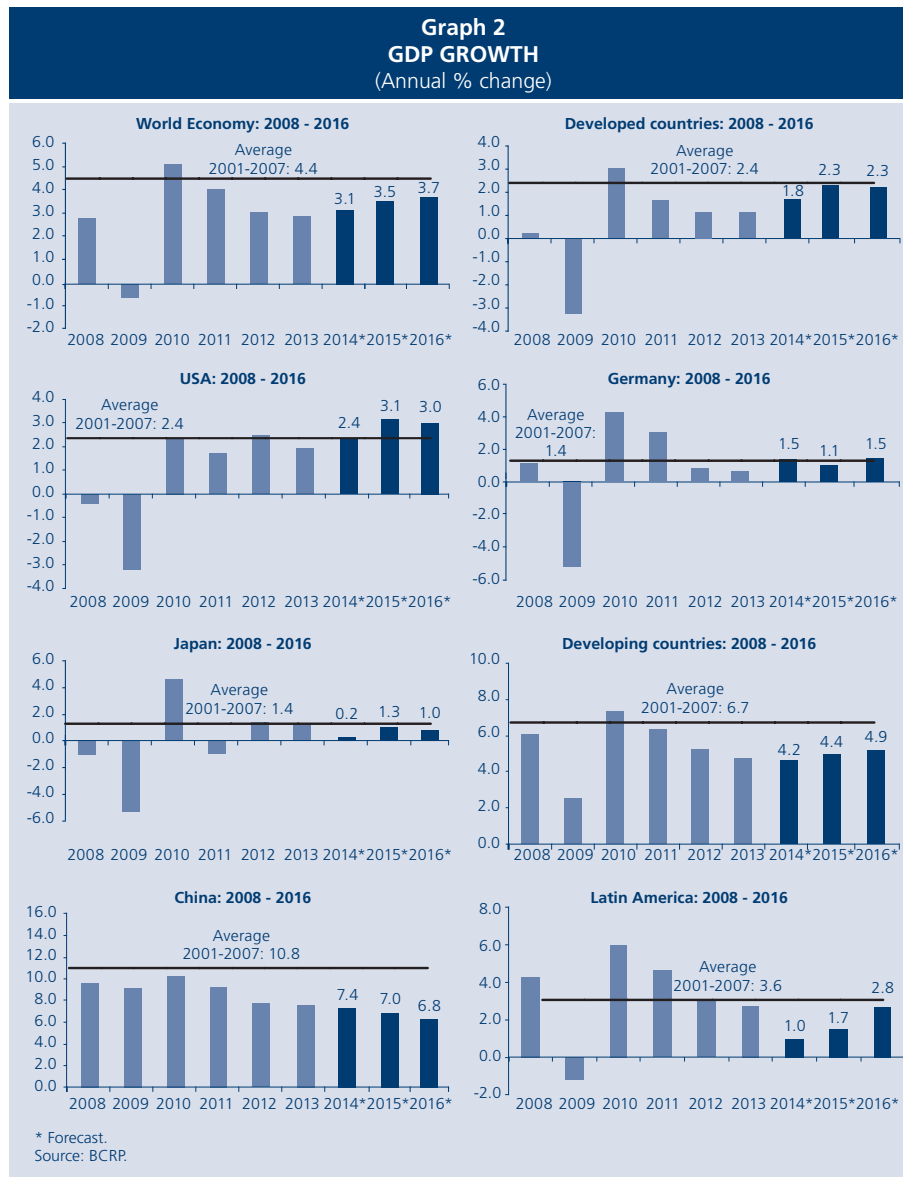 Graph 2
GDP GROWTH
(Annual % change)
World Economy: 2008 - 2016
6.0
5.0
4.0
3.0
2.0
1.0
0.0
-1.0
-2.0
Average
2001-2007: 4.4
3.1 3.5 3.7
2008 2009 2010 2011 2012 2013 2014* 2015* 2016*
Developed countries: 2008 - 2016
4.0
3.0
2.0
1.0
0.0
-1.0
-2.0
-3.0
-4.0
Average
2001-2007: 2.4
1.8 2.3 2.3
2008 2009 2010 2011 2012 2013 2014* 2015* 2016*
USA: 2008 - 2016
4.0
3.0
2.0
1.0
0.0
-1.0
-2.0
-3.0
-4.0
Average
2001-2007: 2.4
2.4 3.1 3.0
2008 2009 2010 2011 2012 2013 2014* 2015* 2016*
Germany: 2008 - 2016
6.0
4.0
2.0
0.0
-2.0
-4.0
-6.0
Average
2001-2007:
1.4
1.5 1.1 1.5
2008 2009 2010 2011 2012 2013 2014* 2015* 2016*
Japan: 2008 - 2016
6.0
4.0
2.0
0.0
-2.0
-4.0
-6.0
Average
2001-2007: 1.4
0.2 1.3 1.0
2008 2009 2010 2011 2012 2013 2014* 2015* 2016*
Developing countries: 2008 - 2016
10.0
8.0
6.0
4.0
2.0
0.0
Average
2001-2007: 6.7
4.2 4.4 4.9
2008 2009 2010 2011 2012 2013 2014* 2015* 2016*
China: 2008 - 2016
16.0
14.0
12.0
10.0
8.0
6.0
4.0
2.0
0.0
Average
2001-2007: 10.8
7.4 7.0 6.8
2008 2009 2010 2011 2012 2013 2014* 2015* 2016*
Latin America: 2008 - 2016
8.0
6.0
4.0
2.0
0.0
-2.0
Average
2001-2007: 3.6
1.0 1.7 2.8
2008 2009 2010 2011 2012 2013 2014* 2015* 2016*
* Forecast.
Source: BCRP.